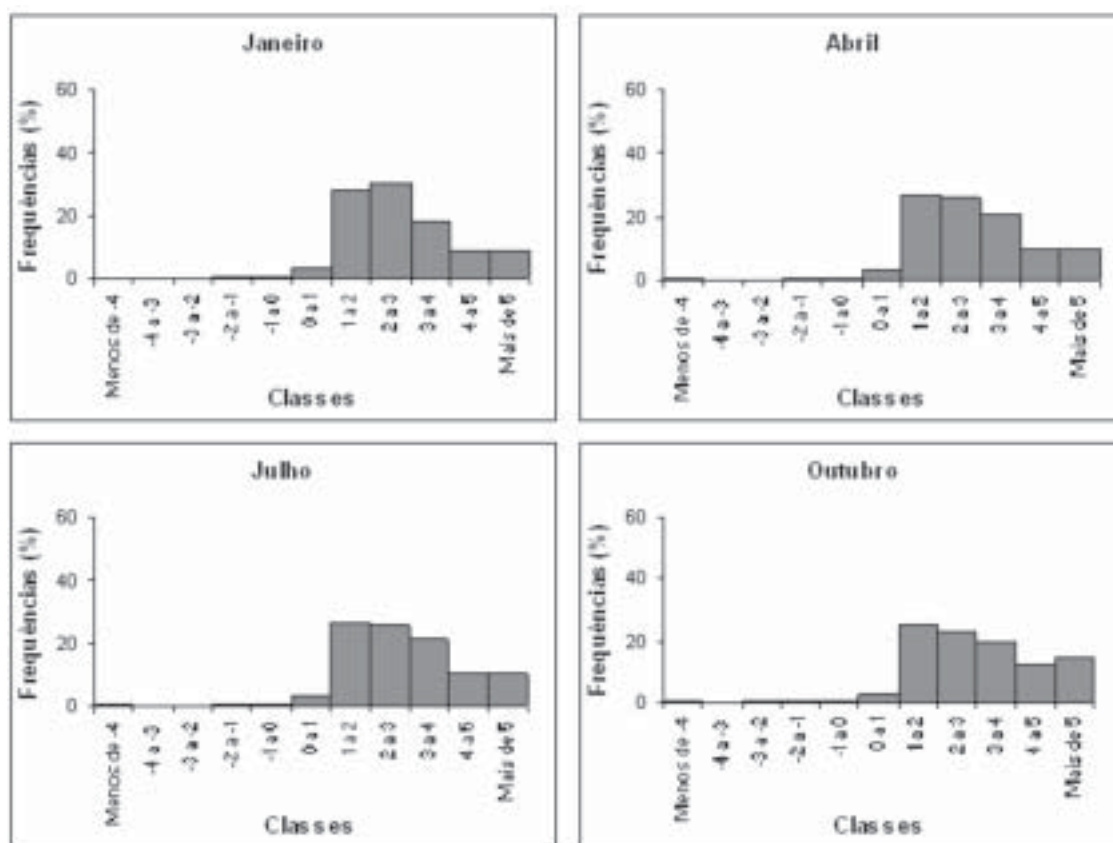 Janeiro
Frequências (%)
60
40
20
0
Menos de -4
-4 a -3
-3 a -2
-2 a -1
-1 a 0
0 a 1
1 a 2
2 a 3
3 a 4
4 a 5
Mais de 5
Classes
Abril
Frequências (%)
60
40
20
0
Menos de -4
-4 a -3
-3 a -2
-2 a -1
-1 a 0
0 a 1
1 a 2
2 a 3
3 a 4
4 a 5
Mais de 5
Classes
Julho
Frequências (%)
60
40
20
0
Menos de -4
-4 a -3
-3 a -2
-2 a -1
-1 a 0
0 a 1
1 a 2
2 a 3
3 a 4
4 a 5
Mais de 5
Classes
Outubro
Frequências (%)
60
40
20
0
Menos de -4
-4 a -3
-3 a -2
-2 a -1
-1 a 0
0 a 1
1 a 2
2 a 3
3 a 4
4 a 5
Mais de 5
Classes